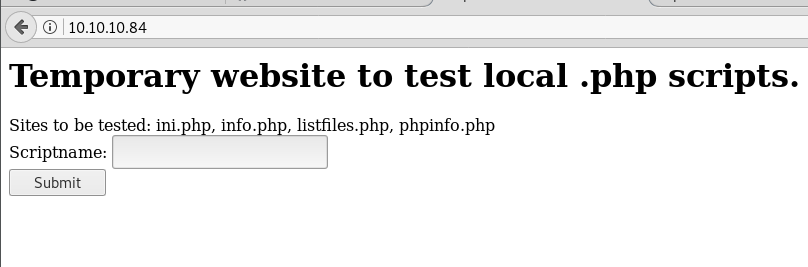 10.10.10.84
Temporary website to test local .php scripts.
Sites to be tested: ini.php, info.php, listfiles.php, phpinfo.php
Scriptname:
Submit